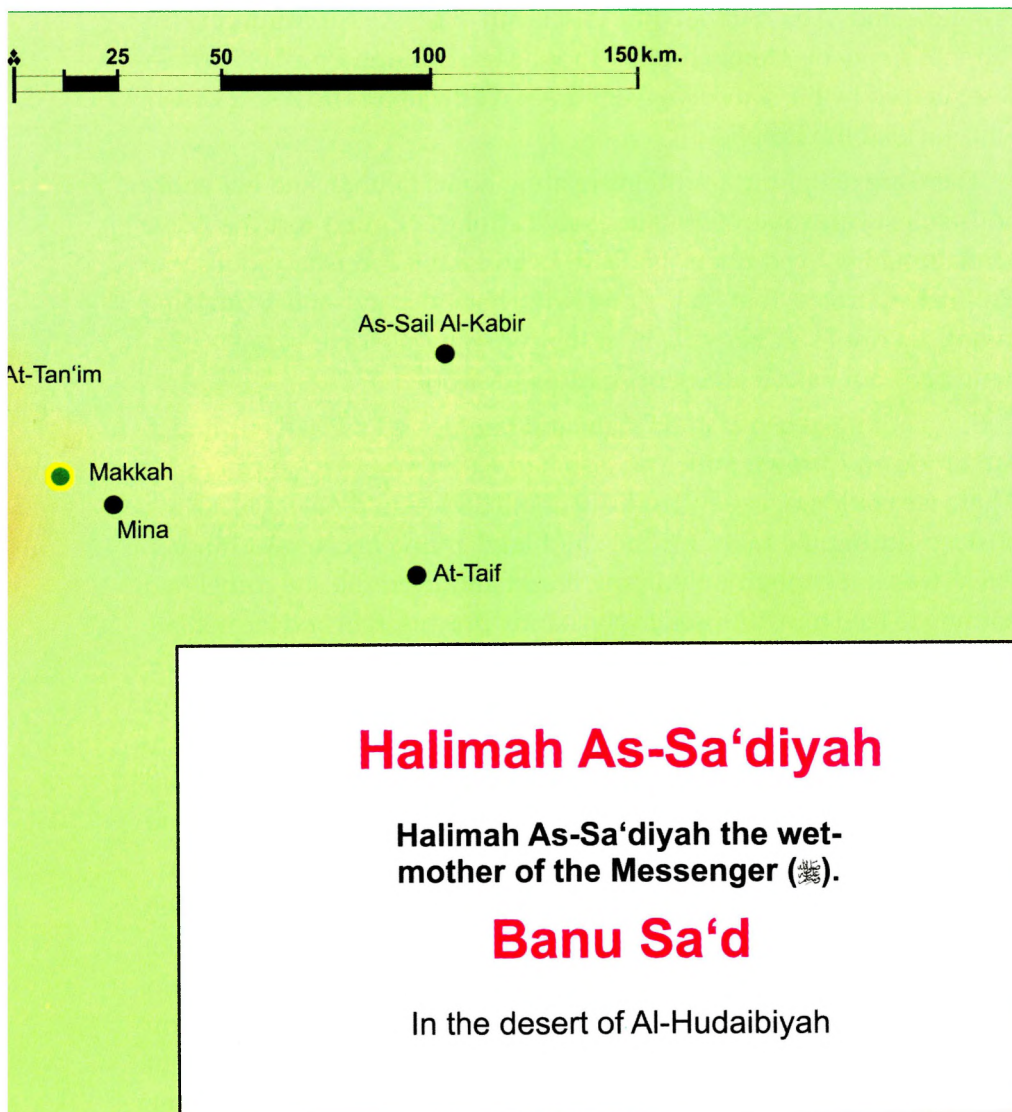 25 50 100 150 k.m.
As-Sail Al-Kabir
At-Tan‘im
Makkah
Mina
At-Taif
Halimah As-Sa‘diyah
Halimah As-Sa‘diyah the wet-
mother of the Messenger (ﷺ).
Banu Sa‘d
In the desert of Al-Hudaibiyah